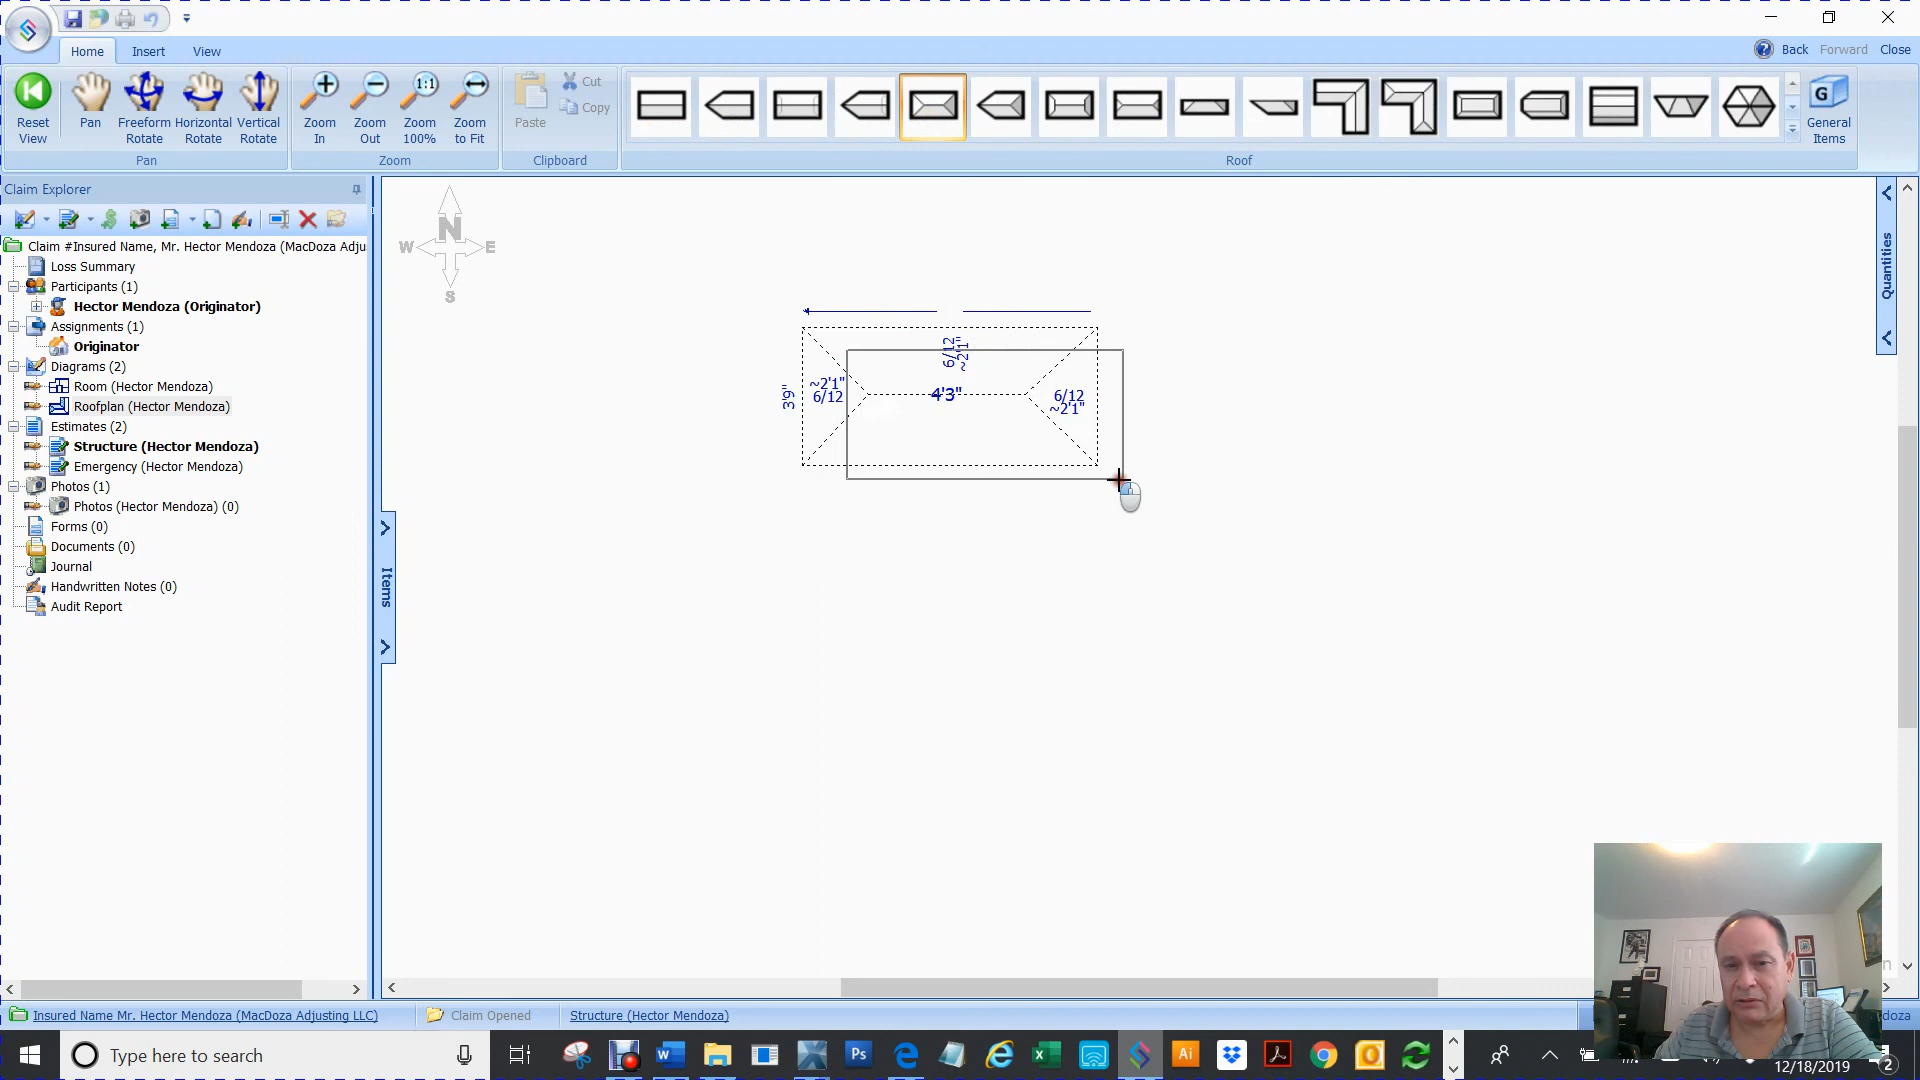 Home
Insert
View
Back
Forward
Close
Reset View
Pan
Freeform Rotate
Horizontal Rotate
Vertical Rotate
Pan
Zoom In
Zoom Out
1:1
Zoom 100%
Zoom to Fit
Zoom
Paste
Cut
Copy
Clipboard
Roof
G
General Items
Claim Explorer
Claim #Insured Name, Mr. Hector Mendoza (MacDoza Adju
Loss Summary
Participants (1)
Hector Mendoza (Originator)
Assignments (1)
Originator
Diagrams (2)
Room (Hector Mendoza)
Roofplan (Hector Mendoza)
Estimates (2)
Structure (Hector Mendoza)
Emergency (Hector Mendoza)
Photos (1)
Photos (Hector Mendoza) (0)
Forms (0)
Documents (0)
Journal
Handwritten Notes (0)
Audit Report
Items
N
W
E
S
6/12
~2'1"
3'9"
~2'1"
6/12
4'3"
6/12
~2'1"
Quantities
Insured Name Mr. Hector Mendoza (MacDoza Adjusting LLC)
Claim Opened
Structure (Hector Mendoza)
doza
Type here to search
12/18/2019
2